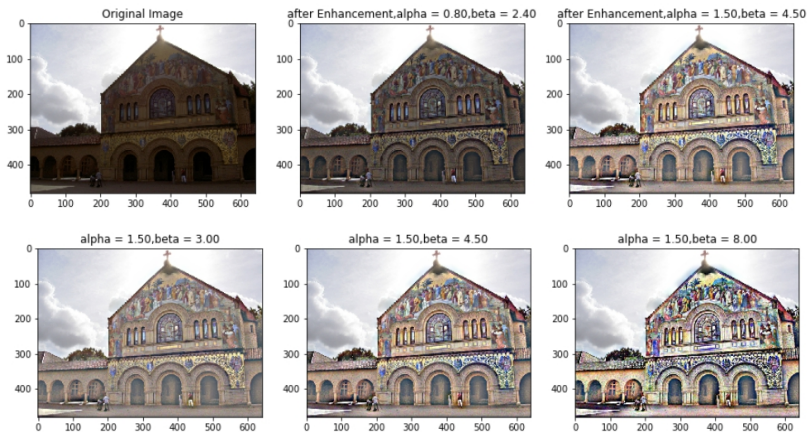 Original Image
after Enhancement,alpha = 0.80,beta = 2.40
after Enhancement,alpha = 1.50,beta = 4.50
0
100
200
300
400
0 100 200 300 400 500 600
0
100
200
300
400
0 100 200 300 400 500 600
0
100
200
300
400
0 100 200 300 400 500 600
alpha = 1.50,beta = 3.00
alpha = 1.50,beta = 4.50
alpha = 1.50,beta = 8.00
0
100
200
300
400
0 100 200 300 400 500 600
0
100
200
300
400
0 100 200 300 400 500 600
0
100
200
300
400
0 100 200 300 400 500 600